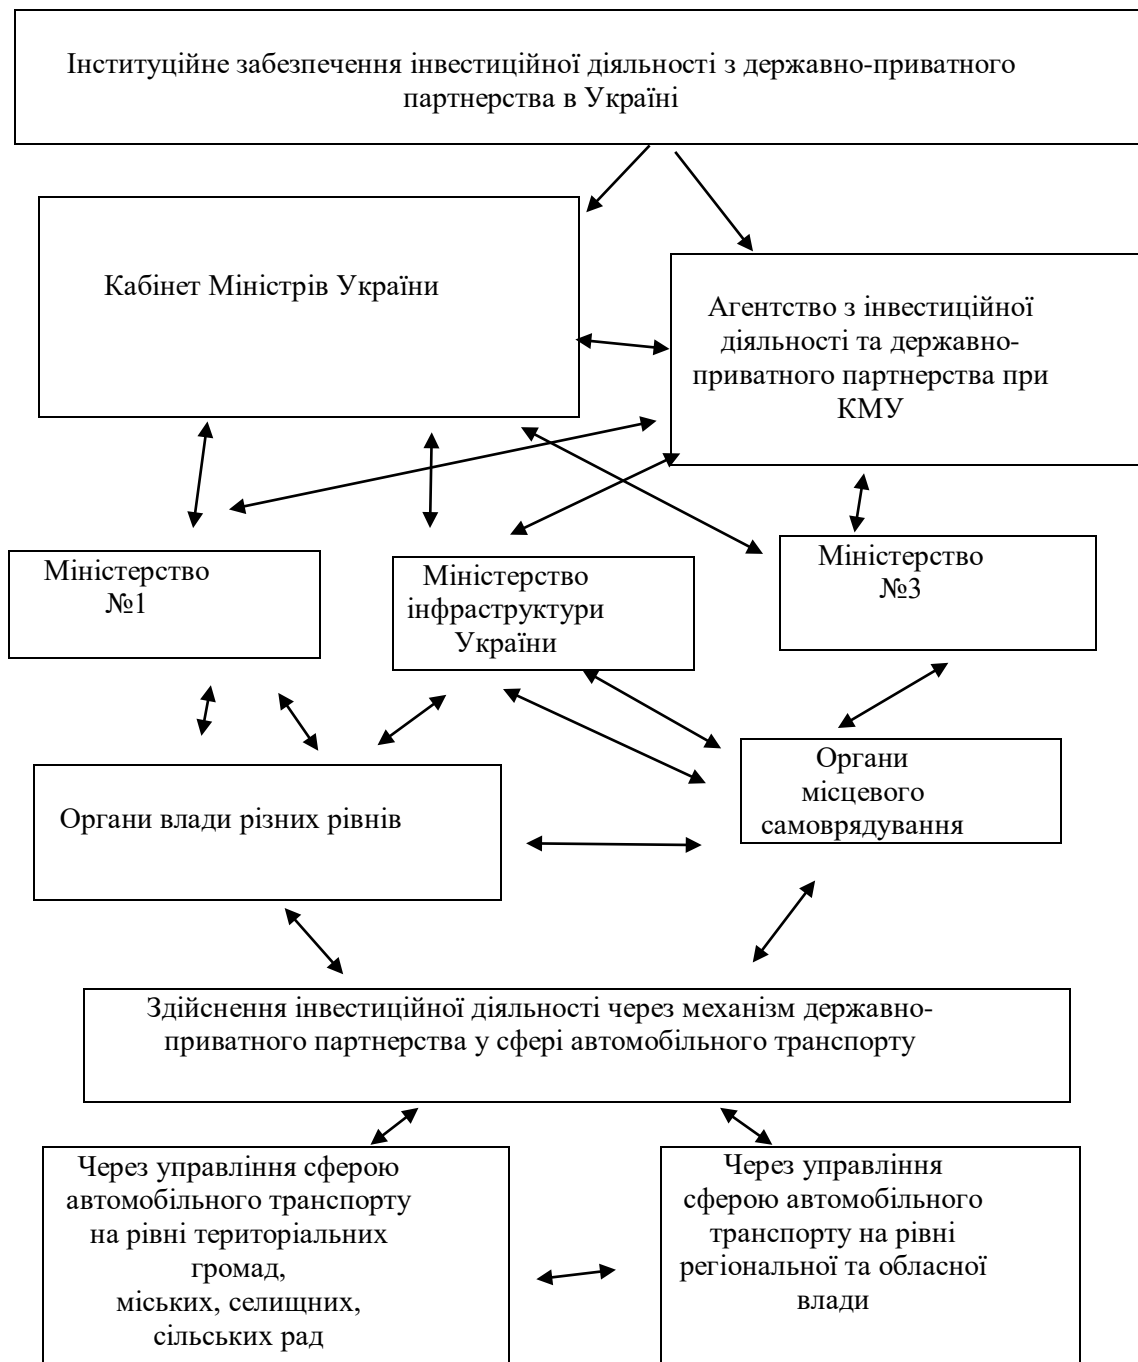 Інституційне забезпечення інвестиційної діяльності з державно-приватного
партнерства в Україні
Кабінет Міністрів України
Агентство з інвестиційної
діяльності та державно-
приватного партнерства при
КМУ
Міністерство
№1
Міністерство
інфраструктури
України
Міністерство
№3
Органи влади різних рівнів
Органи
місцевого
самоврядування
Здійснення інвестиційної діяльності через механізм державно-
приватного партнерства у сфері автомобільного транспорту
Через управління сферою
автомобільного транспорту
на рівні територіальних
громад,
міських, селищних,
сільських рад
Через управління
сферою автомобільного
транспорту на рівні
регіональної та обласної
влади